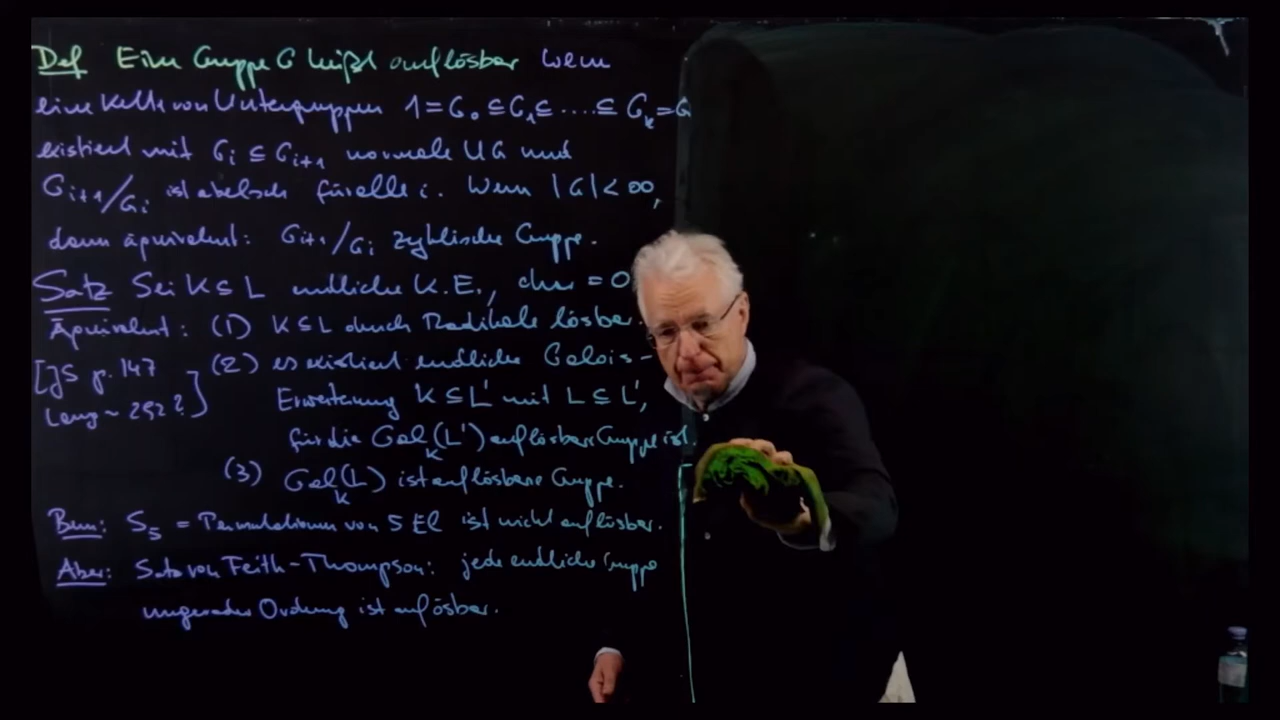 Def Eine Gruppe G heißt auflösbar wenn
eine Kette von Untergruppen 1 = G₀ ⊆ G₁ ⊆ .... ⊆ Gₖ = G
existiert mit Gᵢ ⊆ Gᵢ₊₁ normale UG und
Gᵢ₊₁/Gᵢ ist abelsch für alle i. Wenn |G| < ∞,
dann äquivalent: Gᵢ₊₁/Gᵢ zyklische Gruppe.
Satz Sei K ⊆ L endliche K.E., char = 0
Äquivalent: (1) K ⊆ L durch Radikale lösbar.
[JS p. 147 (2) es existiert endliche Galois-
Lang ~ 292 ?] Erweiterung K ⊆ L' mit L ⊆ L',
für die Gal_K(L') auflösbare Gruppe ist.
(3) Gal_K(L) ist auflösbare Gruppe.
Bem: S₅ = Permutationen von 5 El ist nicht auflösbar.
Aber: Satz von Feith-Thompson: jede endliche Gruppe
ungerader Ordnung ist auflösbar.